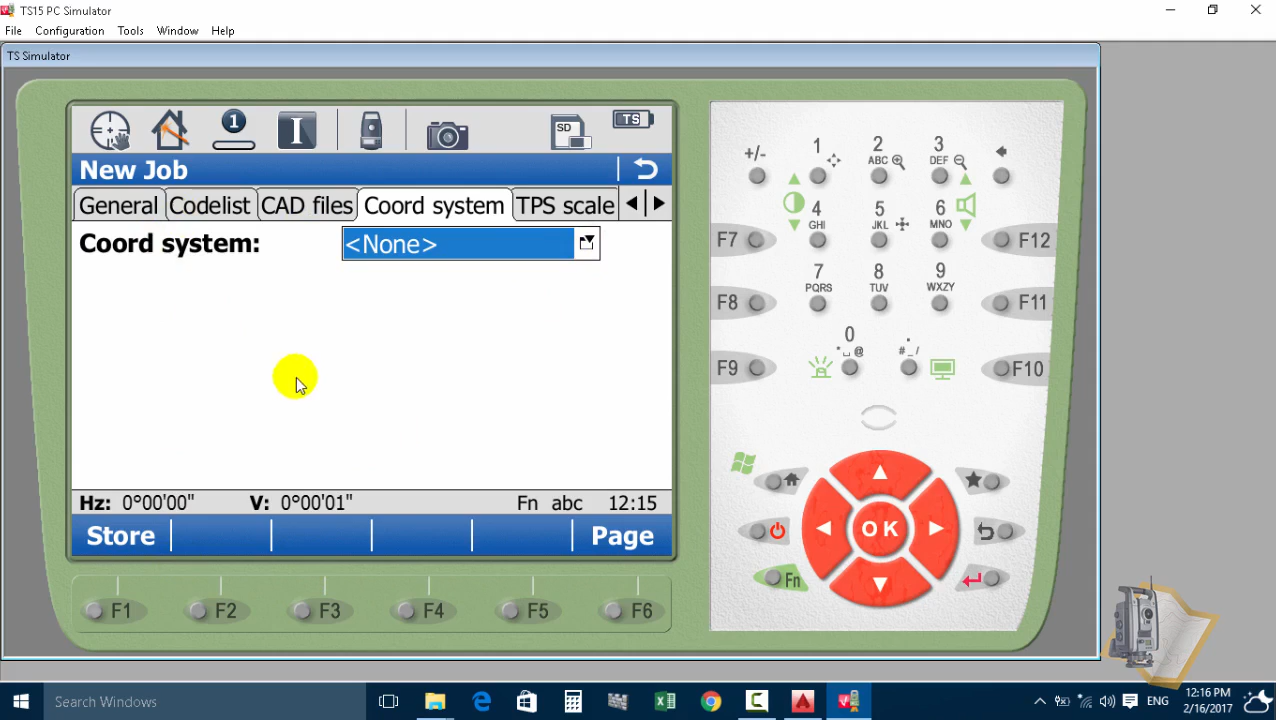 TS15 PC Simulator
File Configuration Tools Window Help
TS Simulator
1 I SD TS
New Job
General Codelist CAD files Coord system TPS scale
Coord system: <None>
Hz: 0°00'00" V: 0°00'01" Fn abc 12:15
Store Page
F1 F2 F3 F4 F5 F6
+/- 1 2 ABC 3 DEF
F7 4 GHI 5 JKL 6 MNO F12
F8 7 PQRS 8 TUV 9 WXZY F11
F9 0 *␣@ . #_/ F10
OK
Fn
Search Windows
ENG
12:16 PM
2/16/2017